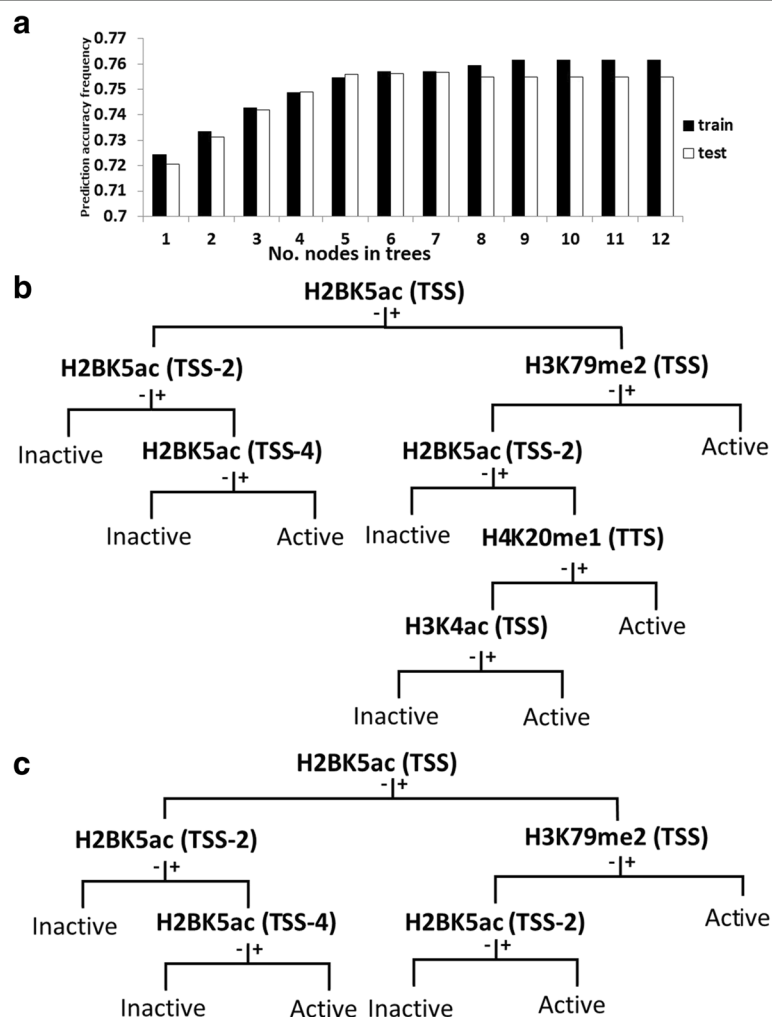 a
Prediction accuracy frequency
0.77
0.76
0.75
0.74
0.73
0.72
0.71
0.7
1 2 3 4 5 6 7 8 9 10 11 12
No. nodes in trees
train
test
b
H2BK5ac (TSS)
- +
H2BK5ac (TSS-2) H3K79me2 (TSS)
- + - +
Inactive H2BK5ac (TSS-4) H2BK5ac (TSS-2) Active
- + - +
Inactive Active Inactive H4K20me1 (TTS)
- +
H3K4ac (TSS) Active
- +
Inactive Active
c
H2BK5ac (TSS)
- +
H2BK5ac (TSS-2) H3K79me2 (TSS)
- + - +
Inactive H2BK5ac (TSS-4) H2BK5ac (TSS-2) Active
- + - +
Inactive Active Inactive Active